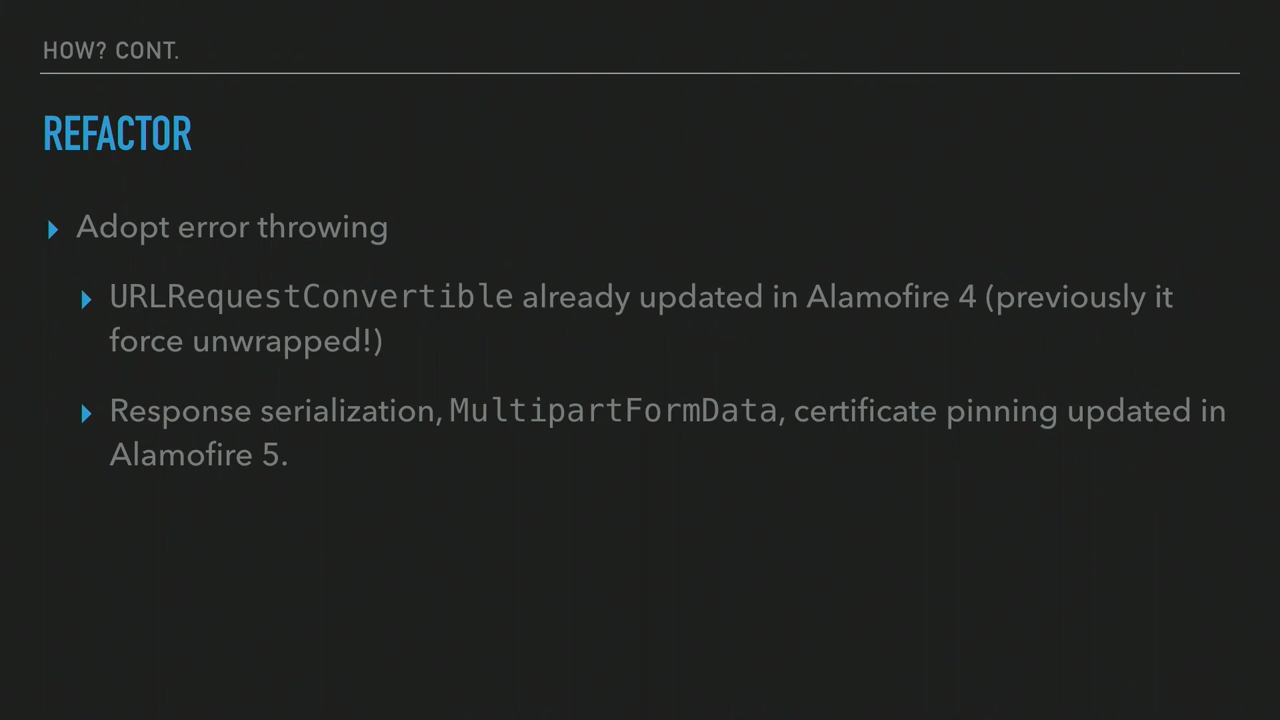 HOW? CONT.
REFACTOR
Adopt error throwing
URLRequestConvertible already updated in Alamofire 4 (previously it
force unwrapped!)
Response serialization, MultipartFormData, certificate pinning updated in
Alamofire 5.